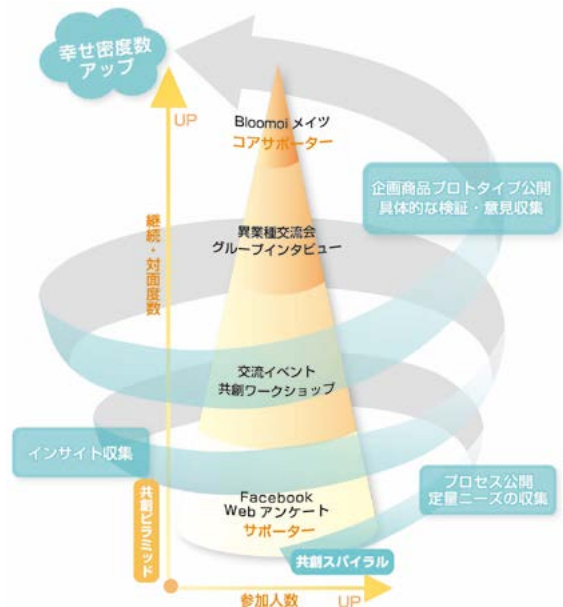 幸せ密度数
アップ
UP
Bloomoi メイツ
コアサポーター
企画商品プロトタイプ公開
具体的な検証・意見収集
異業種交流会
グループインタビュー
継続・対面度数
交流イベント
共創ワークショップ
インサイト収集
プロセス公開
定量ニーズの収集
Facebook
Web アンケート
サポーター
共創ピラミッド
共創スパイラル
参加人数
UP